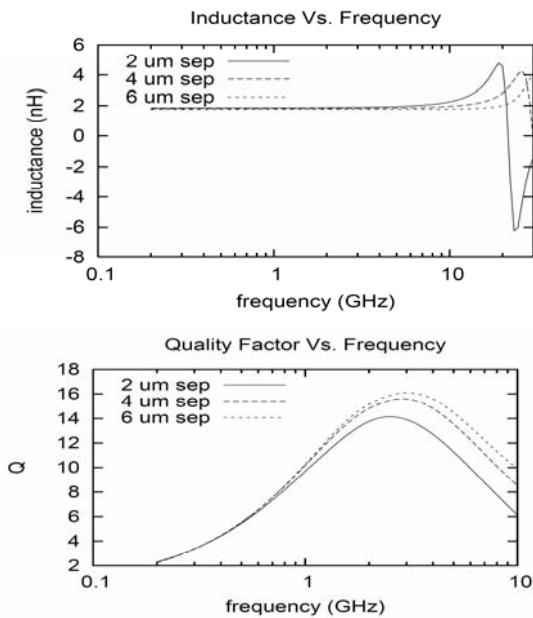 Inductance Vs. Frequency
6
4
2
0
-2
-4
-6
-8
2 um sep
4 um sep
6 um sep
inductance (nH)
0.1
1
10
frequency (GHz)
Quality Factor Vs. Frequency
18
16
14
12
10
8
6
4
2
2 um sep
4 um sep
6 um sep
Q
0.1
1
10
frequency (GHz)